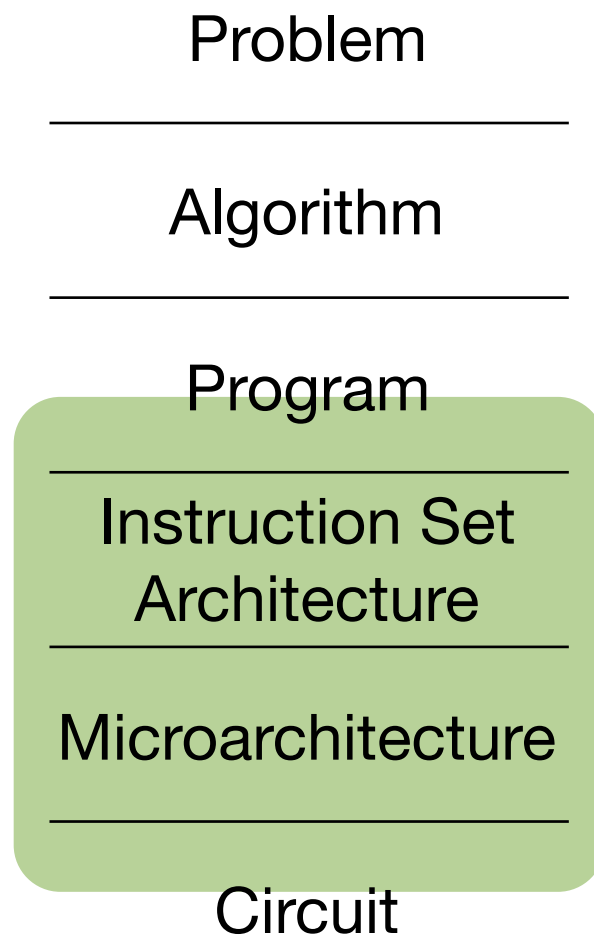 Problem
Algorithm
Program
Instruction Set
Architecture
Microarchitecture
Circuit